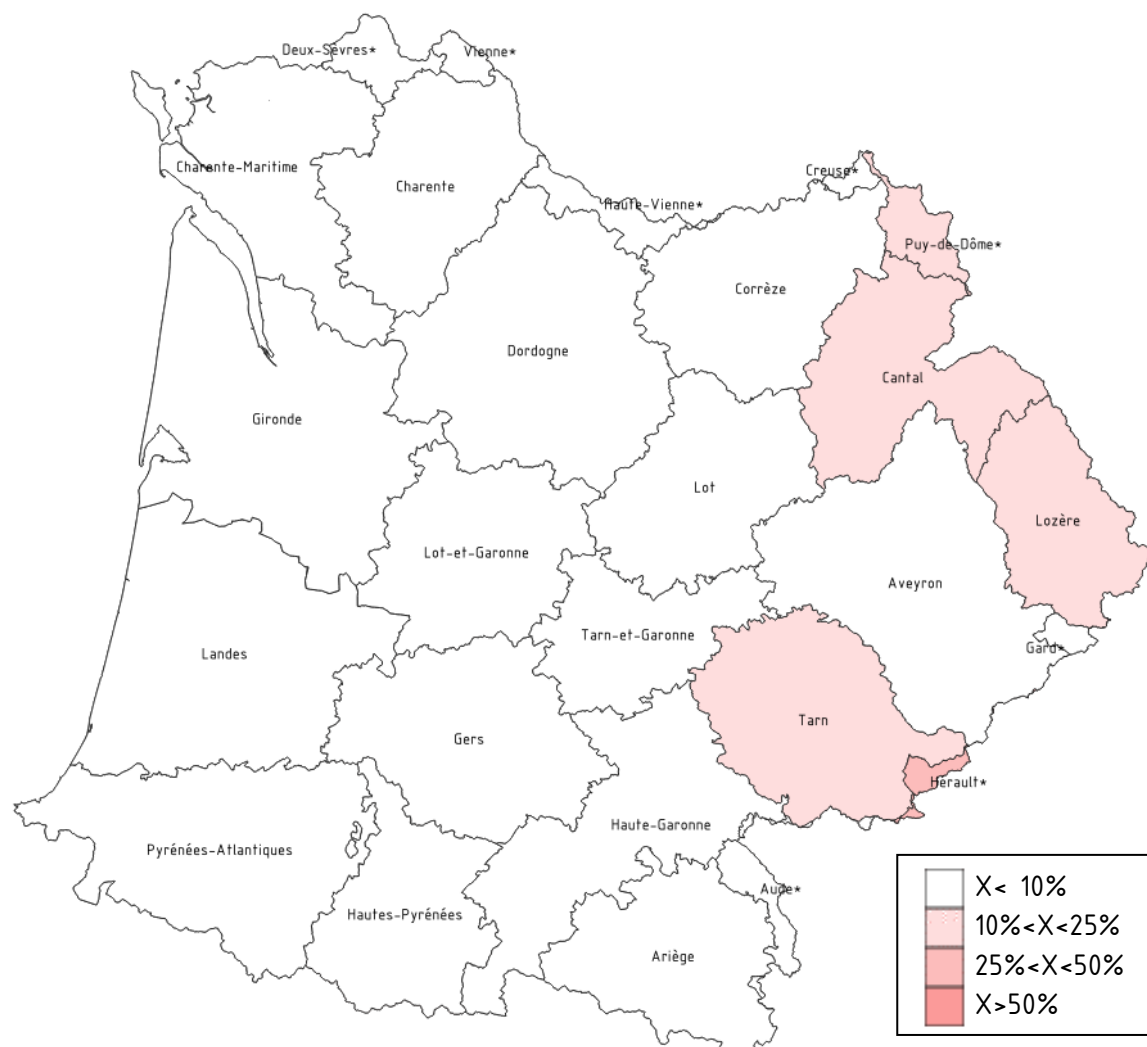 Deux-Sèvres*
Vienne*
Charente-Maritime
Charente
Creuse*
Haute-Vienne*
Puy-de-Dôme*
Corrèze
Dordogne
Cantal
Gironde
Lot
Lozère
Lot-et-Garonne
Aveyron
Tarn-et-Garonne
Gard*
Landes
Tarn
Gers
Hérault*
Haute-Garonne
Pyrénées-Atlantiques
Aude*
Hautes-Pyrénées
Ariège
X< 10%
10%<X<25%
25%<X<50%
X>50%